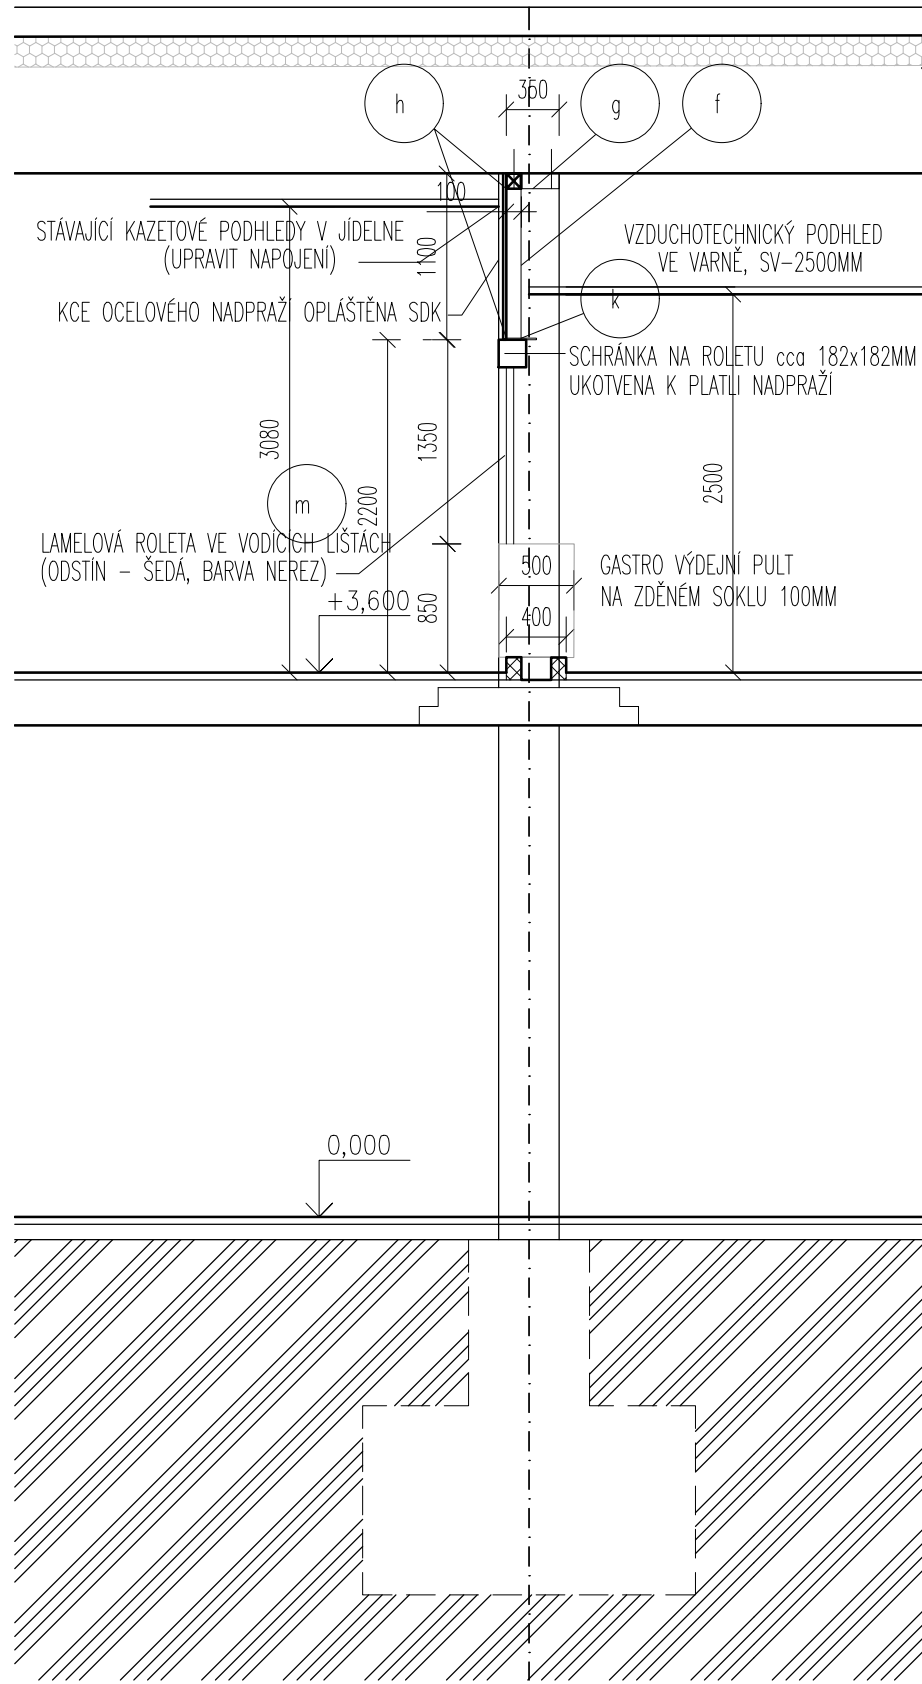 350
h
g
f
100
STÁVAJÍCÍ KAZETOVÉ PODHLEDY V JÍDELNE
(UPRAVIT NAPOJENÍ)
1100
VZDUCHOTECHNICKÝ PODHLED
VE VARNĚ, SV-2500MM
KCE OCELOVÉHO NADPRAŽÍ OPLÁŠTĚNA SDK
k
SCHRÁNKA NA ROLETU cca 182x182MM
UKOTVENA K PLATLI NADPRAŽÍ
3080
1350
2200
2500
m
LAMELOVÁ ROLETA VE VODÍCÍCH LIŠTÁCH
(ODSTÍN - ŠEDÁ, BARVA NEREZ)
500
GASTRO VÝDEJNÍ PULT
NA ZDĚNÉM SOKLU 100MM
+3,600
850
400
0,000